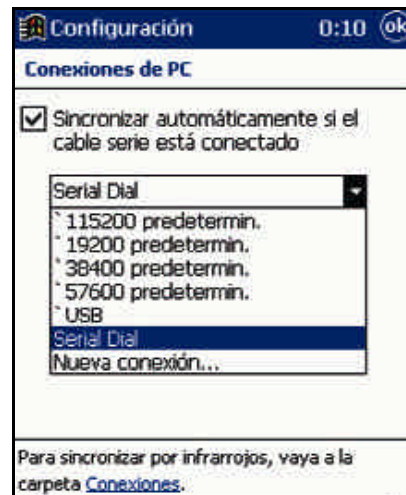 Configuración 0:10 ok
Conexiones de PC
Sincronizar automáticamente si el
cable serie está conectado
Serial Dial
` 115200 predetermin.
` 19200 predetermin.
` 38400 predetermin.
` 57600 predetermin.
` USB
Serial Dial
Nueva conexión...
Para sincronizar por infrarrojos, vaya a la
carpeta Conexiones.